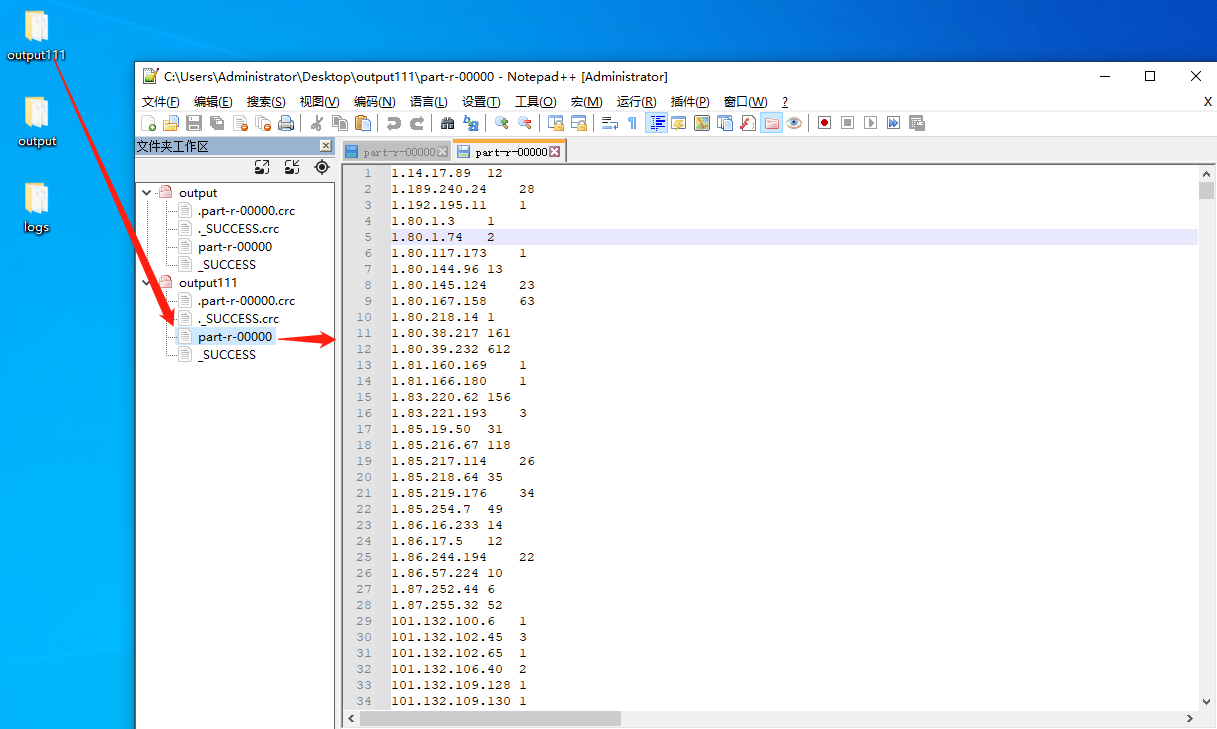 output111
output
logs
C:\Users\Administrator\Desktop\output111\part-r-00000 - Notepad++ [Administrator]
文件(F) 编辑(E) 搜索(S) 视图(V) 编码(N) 语言(L) 设置(T) 工具(O) 宏(M) 运行(R) 插件(P) 窗口(W) ? X
文件夹工作区
part-r-00000 part-r-00000
output
.part-r-00000.crc
._SUCCESS.crc
part-r-00000
_SUCCESS
output111
.part-r-00000.crc
._SUCCESS.crc
part-r-00000
_SUCCESS
1 1.14.17.89 12
2 1.189.240.24 28
3 1.192.195.11 1
4 1.80.1.3 1
5 1.80.1.74 2
6 1.80.117.173 1
7 1.80.144.96 13
8 1.80.145.124 23
9 1.80.167.158 63
10 1.80.218.14 1
11 1.80.38.217 161
12 1.80.39.232 612
13 1.81.160.169 1
14 1.81.166.180 1
15 1.83.220.62 156
16 1.83.221.193 3
17 1.85.19.50 31
18 1.85.216.67 118
19 1.85.217.114 26
20 1.85.218.64 35
21 1.85.219.176 34
22 1.85.254.7 49
23 1.86.16.233 14
24 1.86.17.5 12
25 1.86.244.194 22
26 1.86.57.224 10
27 1.87.252.44 6
28 1.87.255.32 52
29 101.132.100.6 1
30 101.132.102.45 3
31 101.132.102.65 1
32 101.132.106.40 2
33 101.132.109.128 1
34 101.132.109.130 1